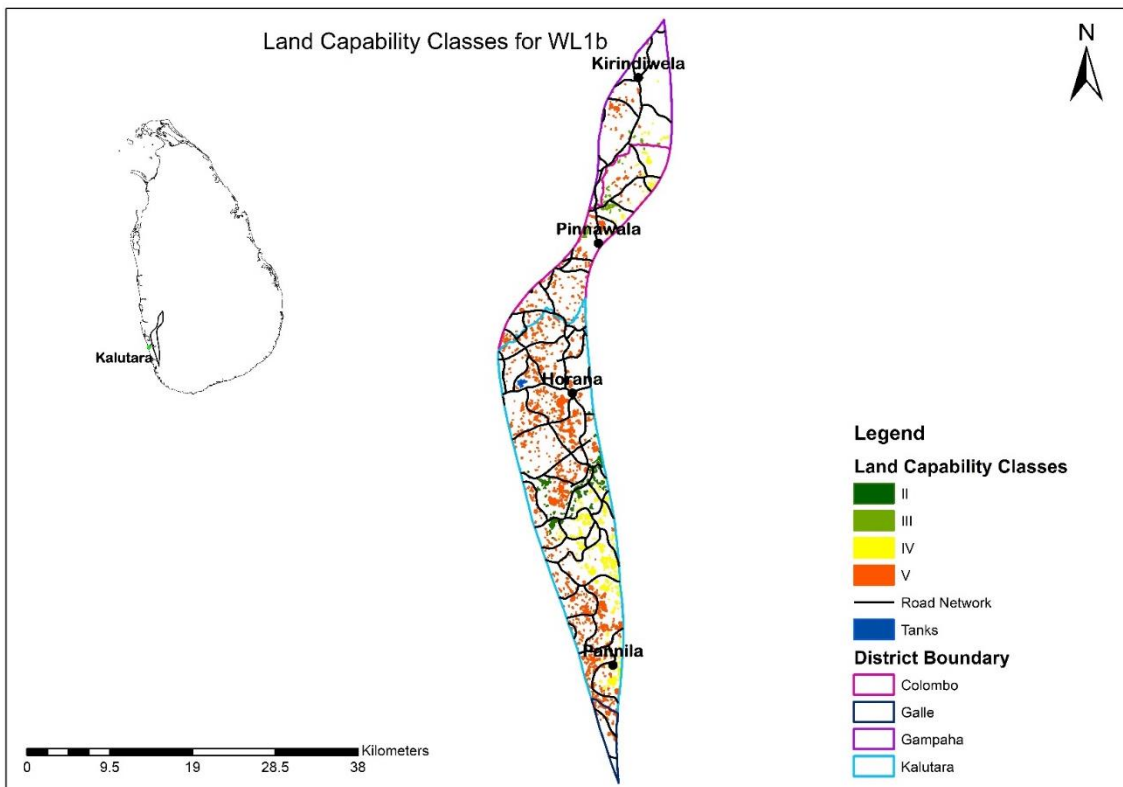 Land Capability Classes for WL1b
N
Kirindiwela
Pinnawala
Kalutara
Horana
Pannila
Legend
Land Capability Classes
II
III
IV
V
Road Network
Tanks
District Boundary
Colombo
Galle
Gampaha
Kalutara
Kilometers
0 9.5 19 28.5 38